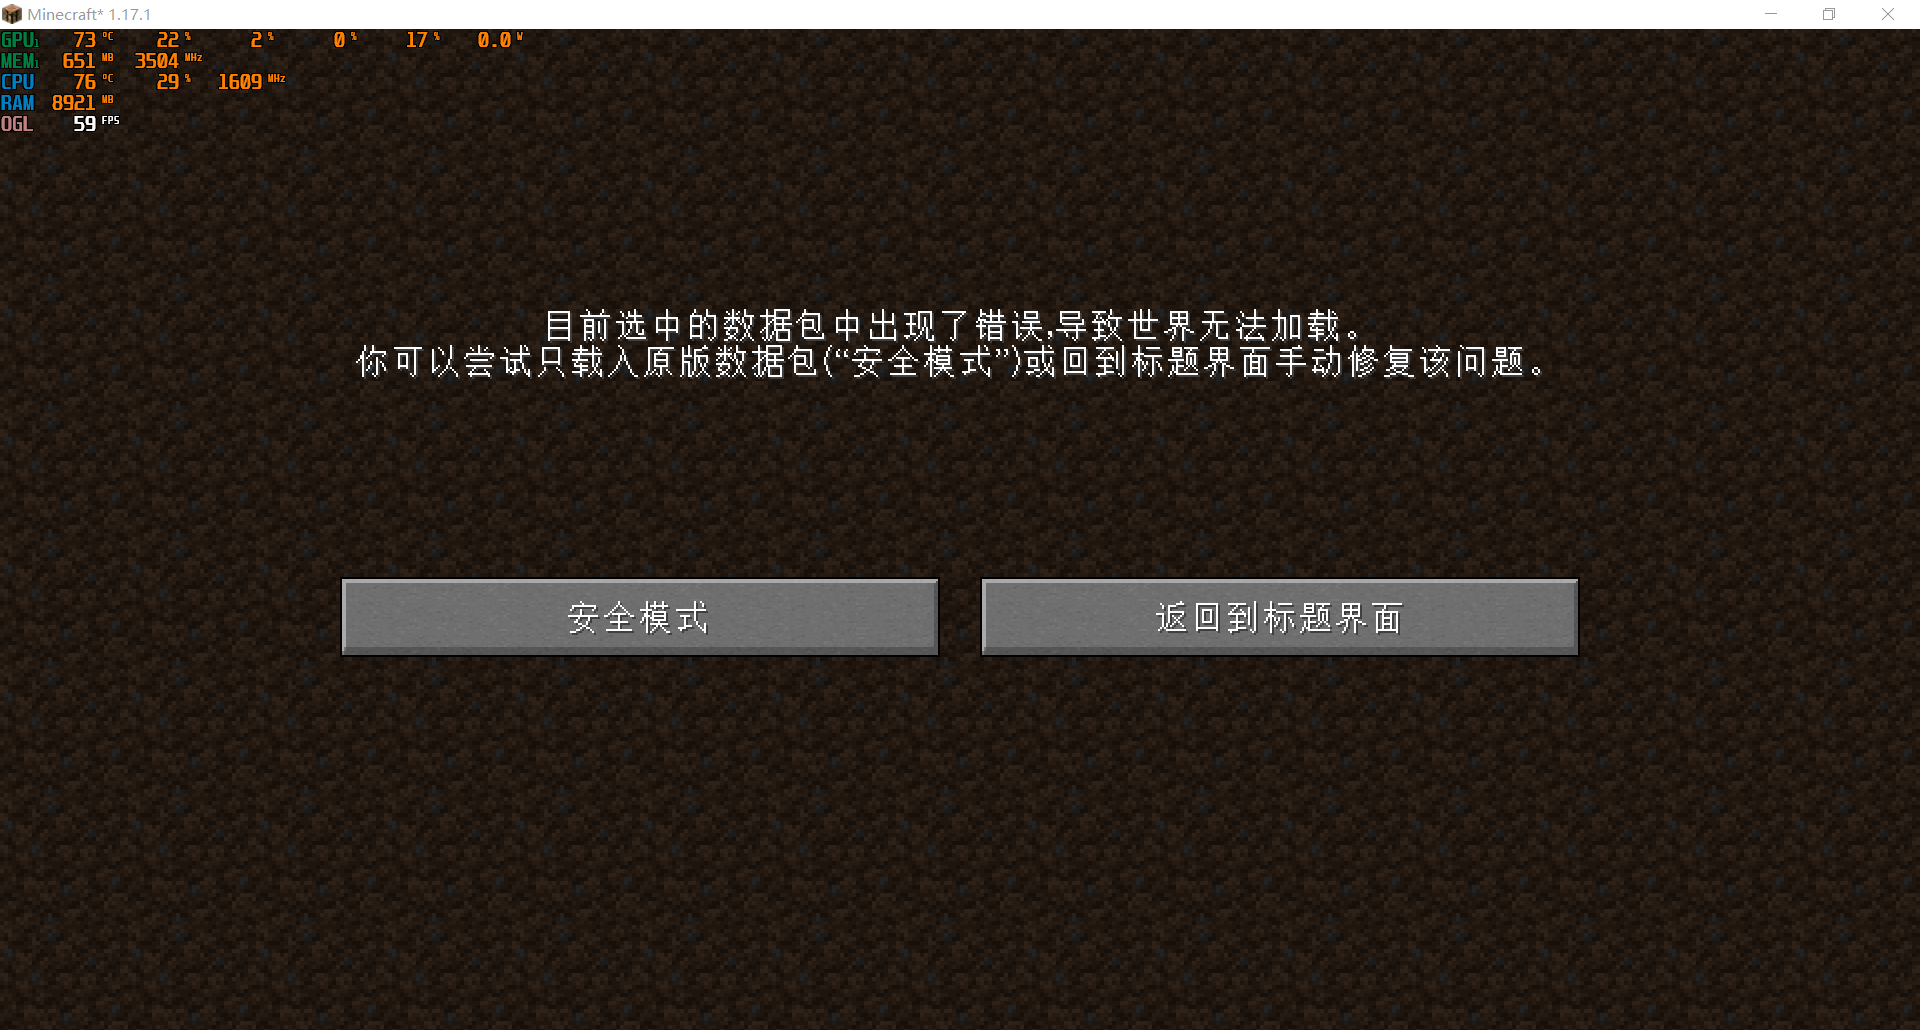 Minecraft* 1.17.1
GPU1 73 °C 22 % 2 % 0 % 17 % 0.0 W
MEM1 651 MB 3504 MHz
CPU 76 °C 29 % 1609 MHz
RAM 8921 MB
OGL 59 FPS
目前选中的数据包中出现了错误,导致世界无法加载。
你可以尝试只载入原版数据包(“安全模式”)或回到标题界面手动修复该问题。
安全模式
返回到标题界面